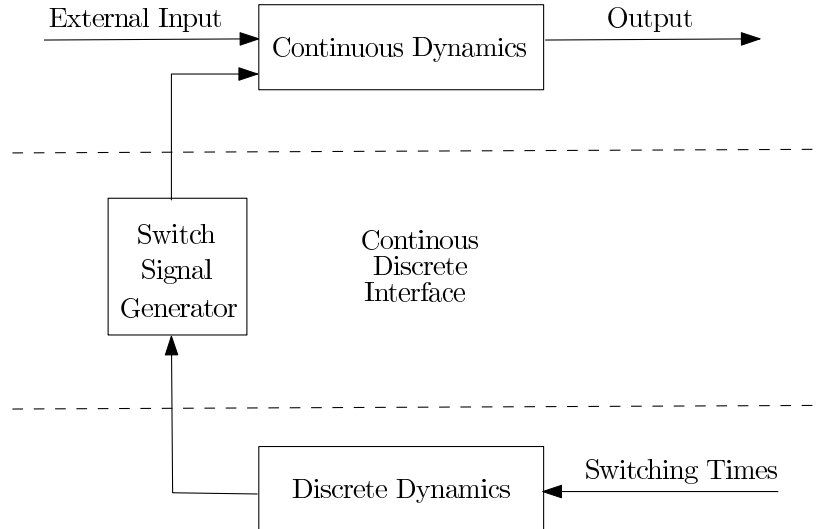 External Input
Output
Continuous Dynamics
Switch
Signal
Generator
Continous
Discrete
Interface
Switching Times
Discrete Dynamics